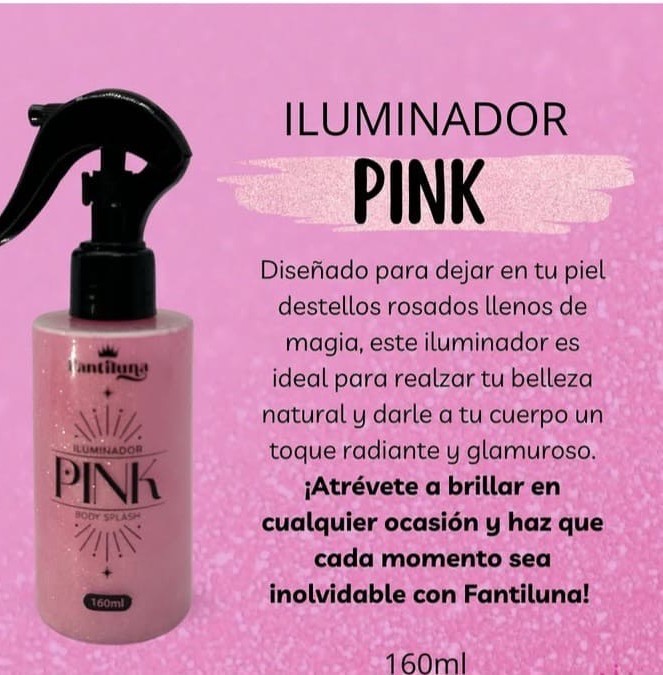 ILUMINADOR
PINK
Diseñado para dejar en tu piel
destellos rosados llenos de
magia, este iluminador es
ideal para realzar tu belleza
natural y darle a tu cuerpo un
toque radiante y glamuroso.
¡Atrévete a brillar en
cualquier ocasión y haz que
cada momento sea
inolvidable con Fantiluna!
160ml
Fantiluna
ILUMINADOR
PINK
BODY SPLASH
160ml